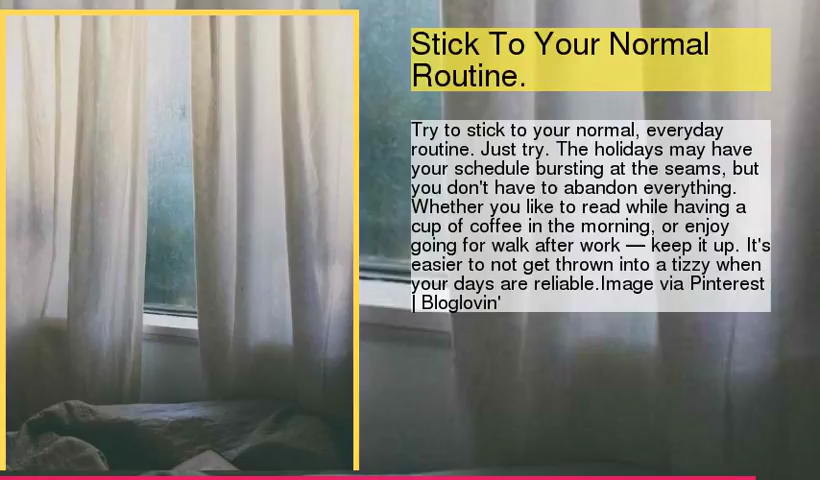 Stick To Your Normal
Routine.
Try to stick to your normal, everyday
routine. Just try. The holidays may have
your schedule bursting at the seams, but
you don't have to abandon everything.
Whether you like to read while having a
cup of coffee in the morning, or enjoy
going for walk after work — keep it up. It's
easier to not get thrown into a tizzy when
your days are reliable.Image via Pinterest
| Bloglovin'